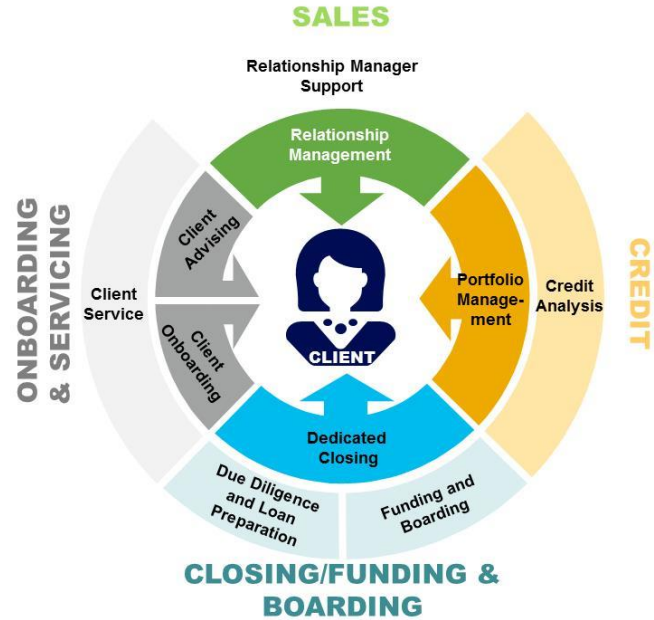 SALES
Relationship Manager
Support
Relationship
Management
ONBOARDING
& SERVICING
Client
Service
Client
Advising
Client
Onboarding
CLIENT
Portfolio
Manage-
ment
Credit
Analysis
CREDIT
Dedicated
Closing
Due Diligence
and Loan
Preparation
Funding and
Boarding
CLOSING/FUNDING &
BOARDING